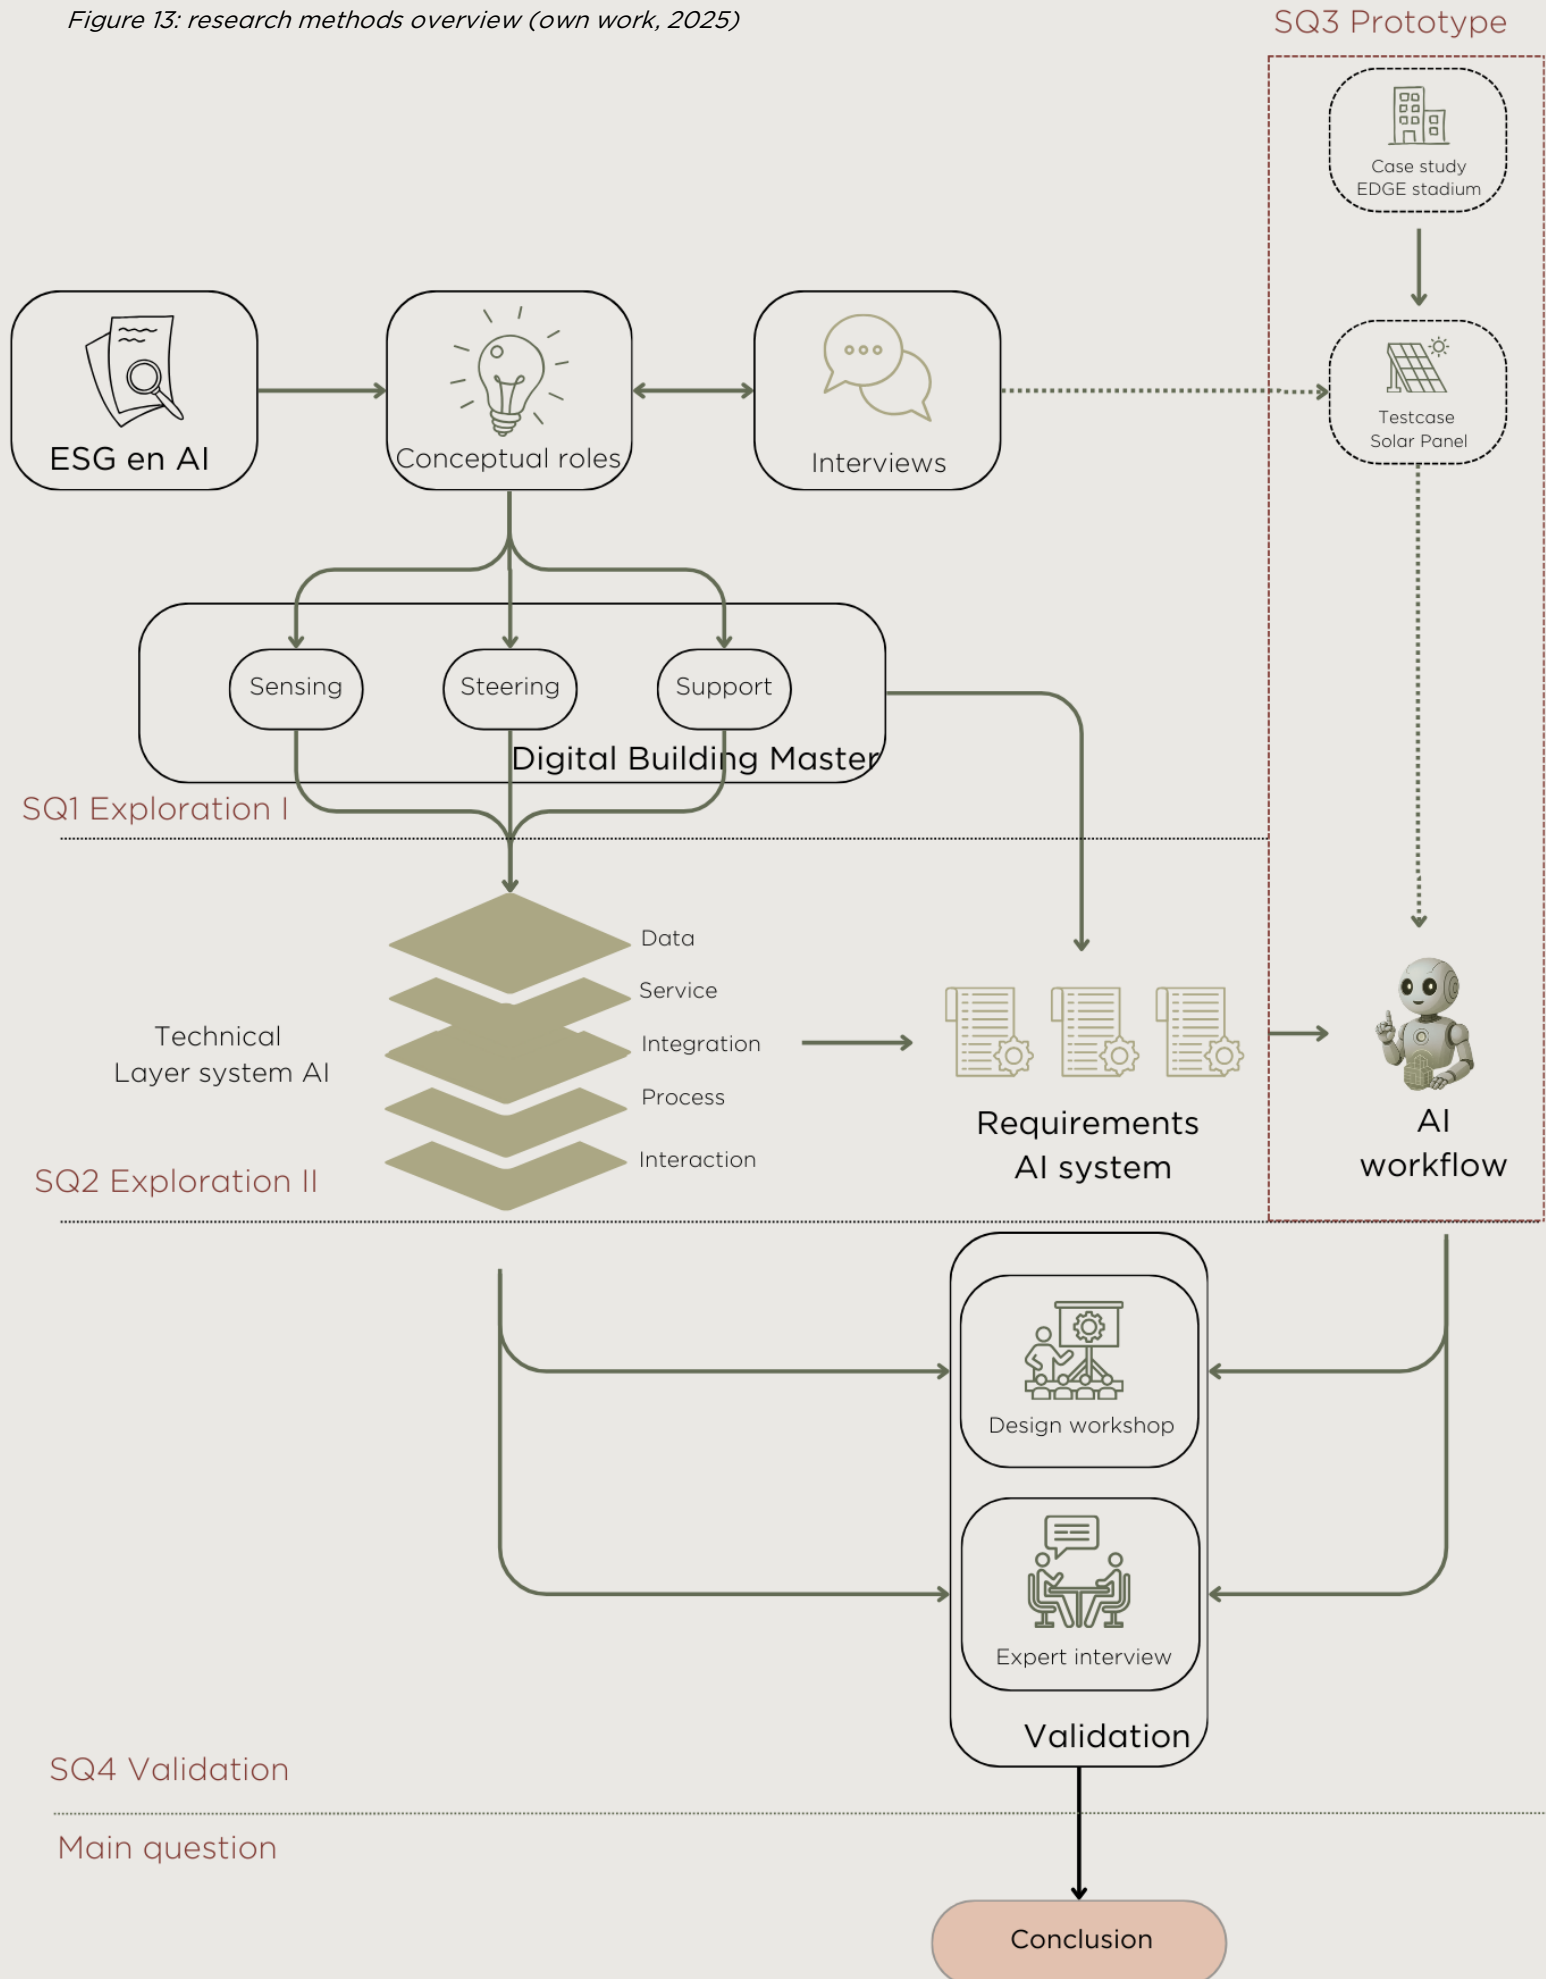 Figure 13: research methods overview (own work, 2025)
SQ3 Prototype
Case study
EDGE stadium
ESG en AI
Conceptual roles
Interviews
Testcase
Solar Panel
Sensing
Steering
Support
Digital Building Master
SQ1 Exploration I
Technical
Layer system AI
Data
Service
Integration
Process
Interaction
Requirements
AI system
AI
workflow
SQ2 Exploration II
Design workshop
Expert interview
Validation
SQ4 Validation
Main question
Conclusion